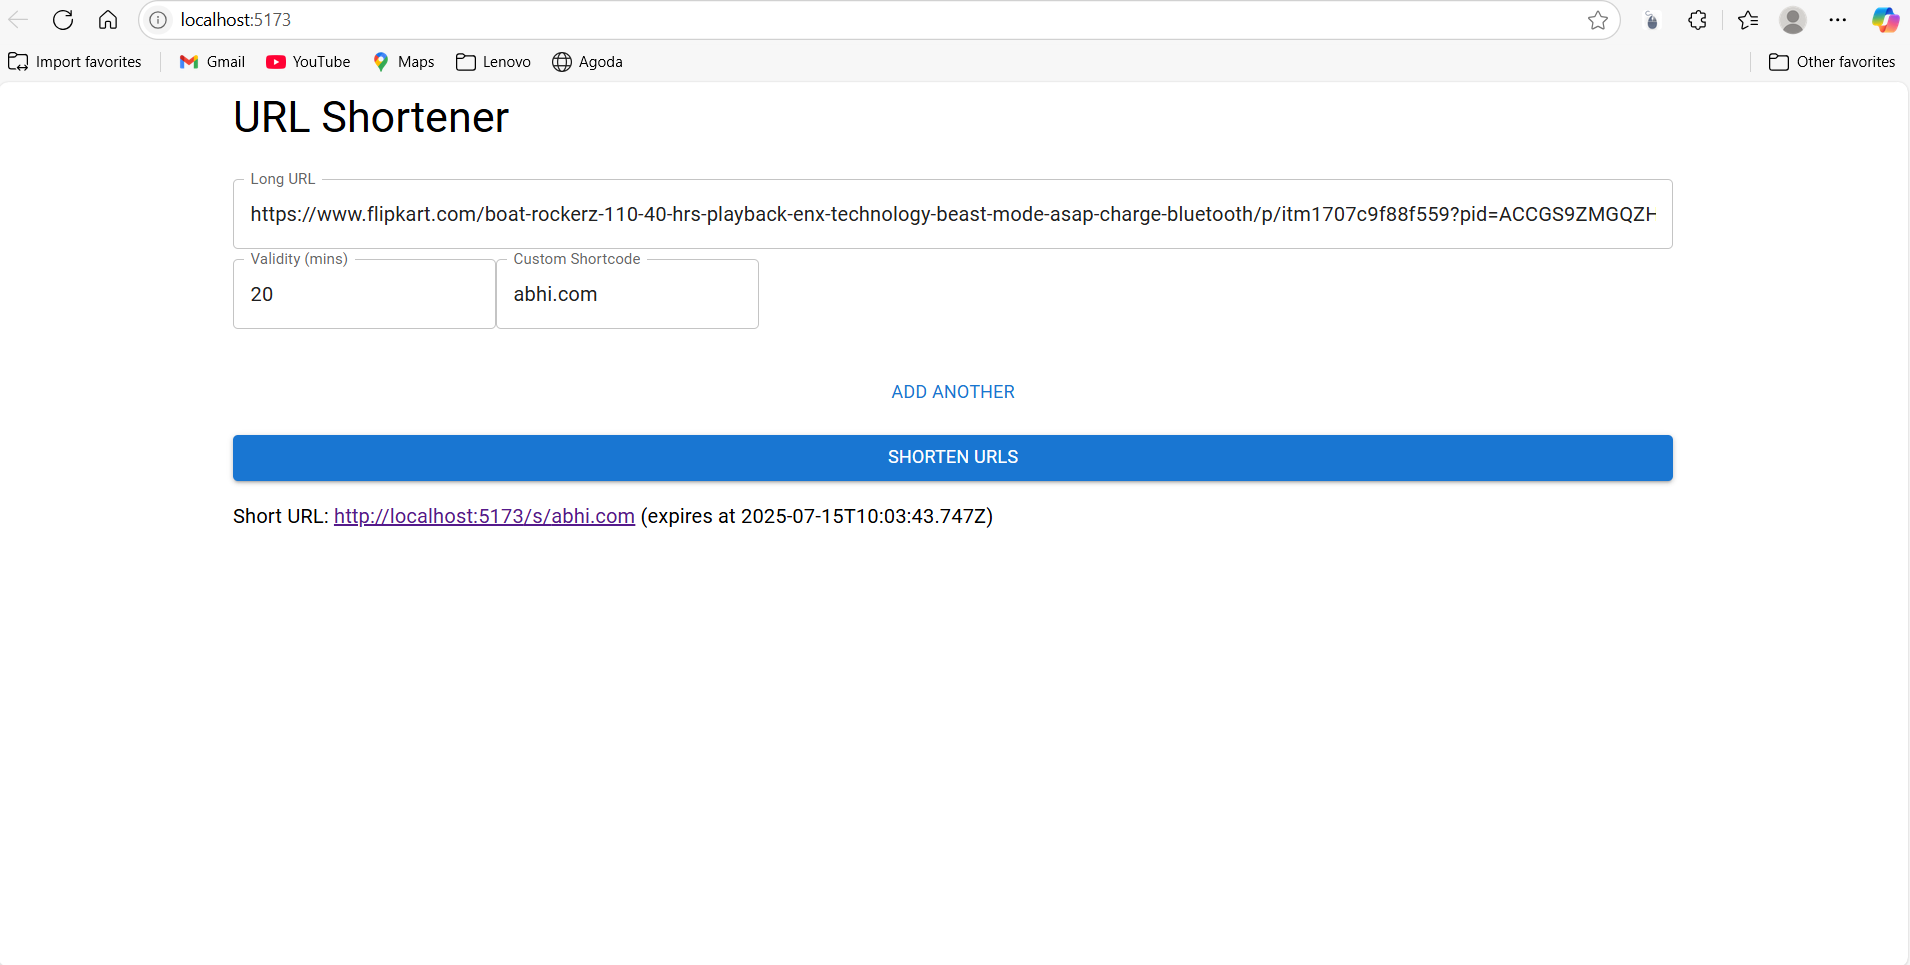 localhost:5173
Import favorites Gmail YouTube Maps Lenovo Agoda Other favorites
URL Shortener
Long URL
https://www.flipkart.com/boat-rockerz-110-40-hrs-playback-enx-technology-beast-mode-asap-charge-bluetooth/p/itm1707c9f88f559?pid=ACCGS9ZMGQZH
Validity (mins) Custom Shortcode
20 abhi.com
ADD ANOTHER
SHORTEN URLS
Short URL: http://localhost:5173/s/abhi.com (expires at 2025-07-15T10:03:43.747Z)